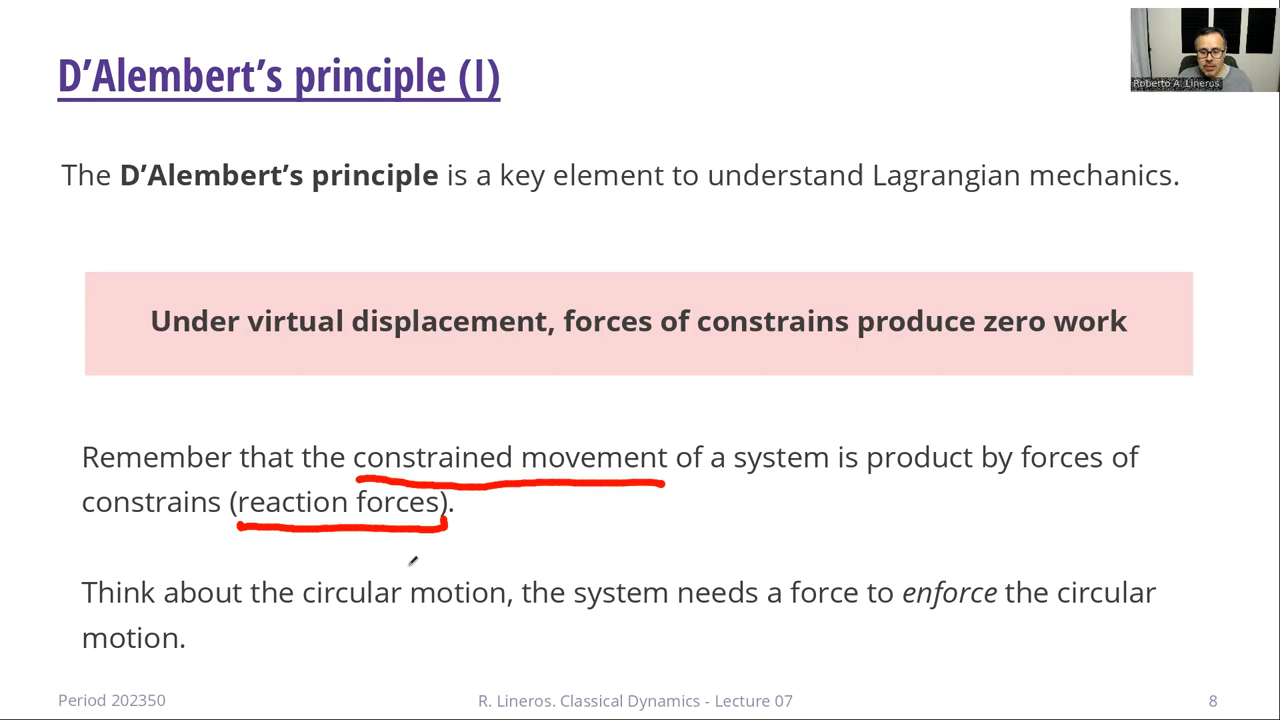 D’Alembert’s principle (I)
Roberto A. Lineros
The D’Alembert’s principle is a key element to understand Lagrangian mechanics.
Under virtual displacement, forces of constrains produce zero work
Remember that the constrained movement of a system is product by forces of
constrains (reaction forces).
Think about the circular motion, the system needs a force to enforce the circular
motion.
Period 202350
R. Lineros. Classical Dynamics - Lecture 07
8